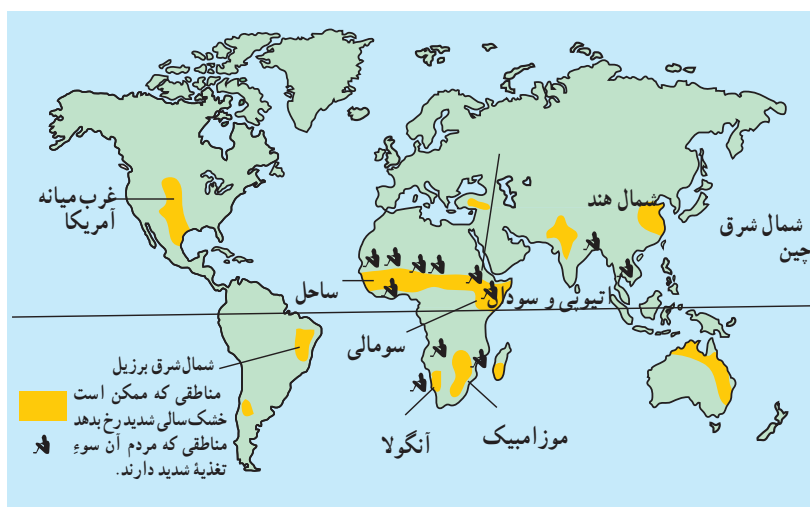 غرب میانه
آمریکا
شمال هند
شمال شرق
چین
ساحل
اتیوپی و سودان
سومالی
شمال‌شرق برزیل
مناطقی که ممکن است
خشک‌سالی شدید رخ بدهد
مناطقی که مردم آن سوءِ
تغذیهٔ شدید دارند.
آنگولا
موزامبیک